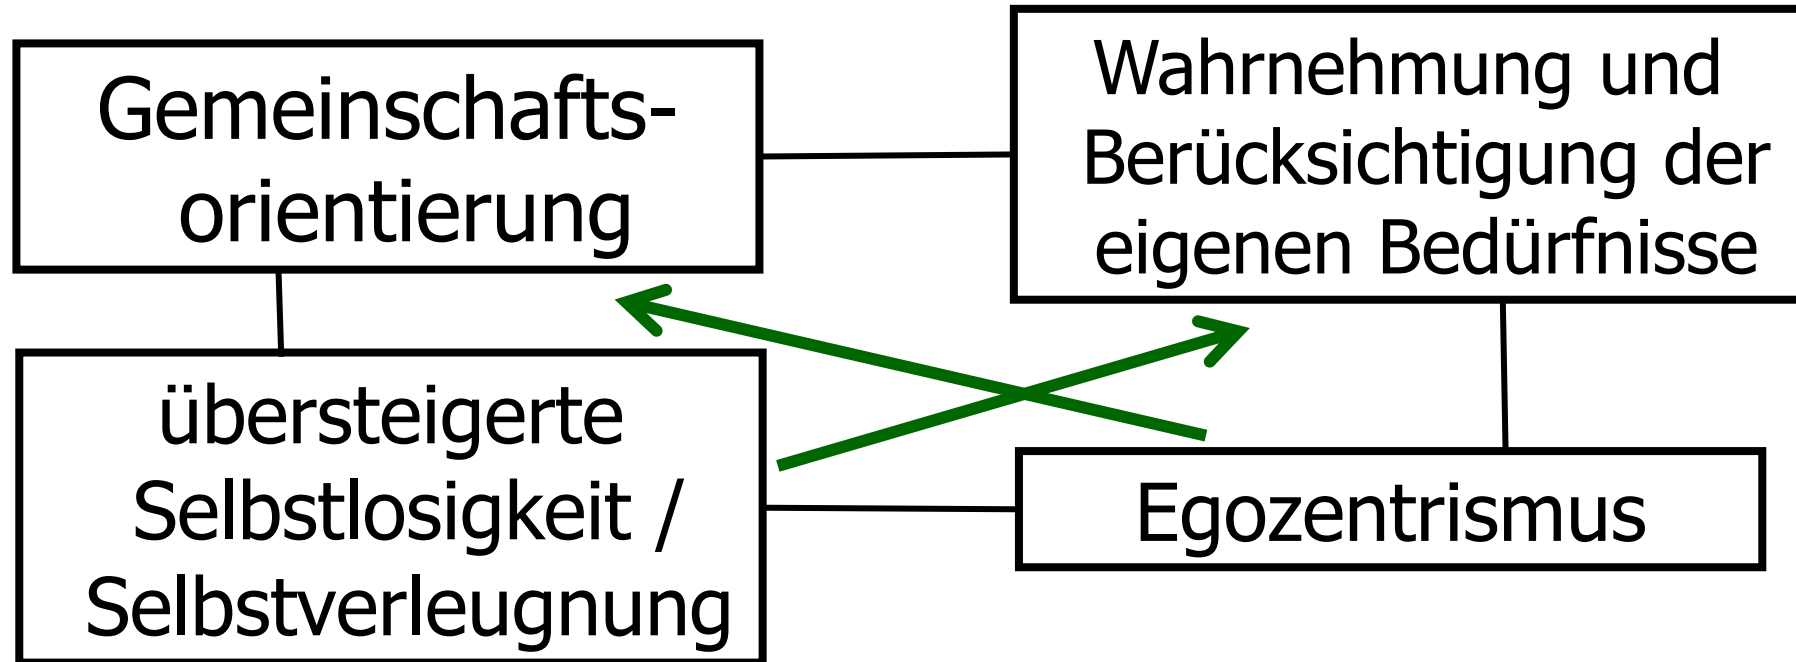 Gemeinschafts-
orientierung
Wahrnehmung und
Berücksichtigung der
eigenen Bedürfnisse
übersteigerte
Selbstlosigkeit /
Selbstverleugnung
Egozentrismus